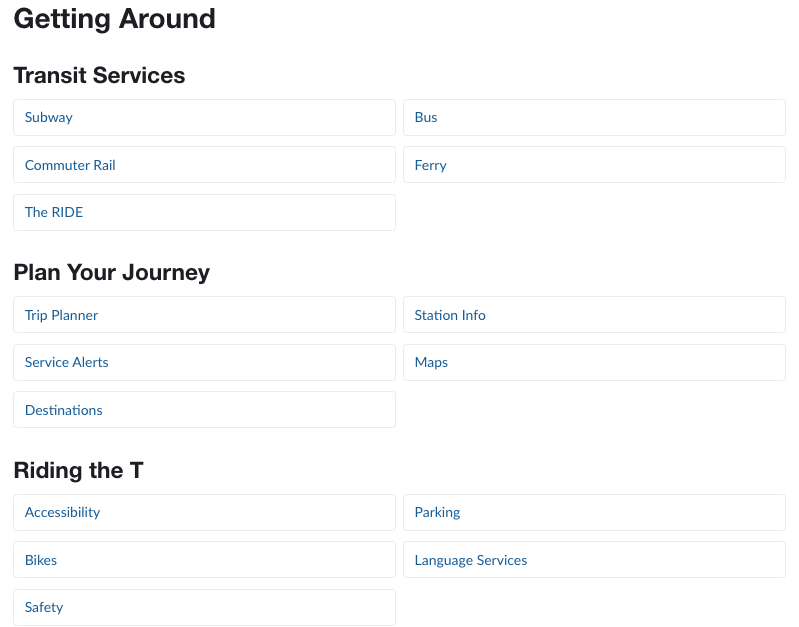 Getting Around
Transit Services
Subway
Bus
Commuter Rail
Ferry
The RIDE
Plan Your Journey
Trip Planner
Station Info
Service Alerts
Maps
Destinations
Riding the T
Accessibility
Parking
Bikes
Language Services
Safety